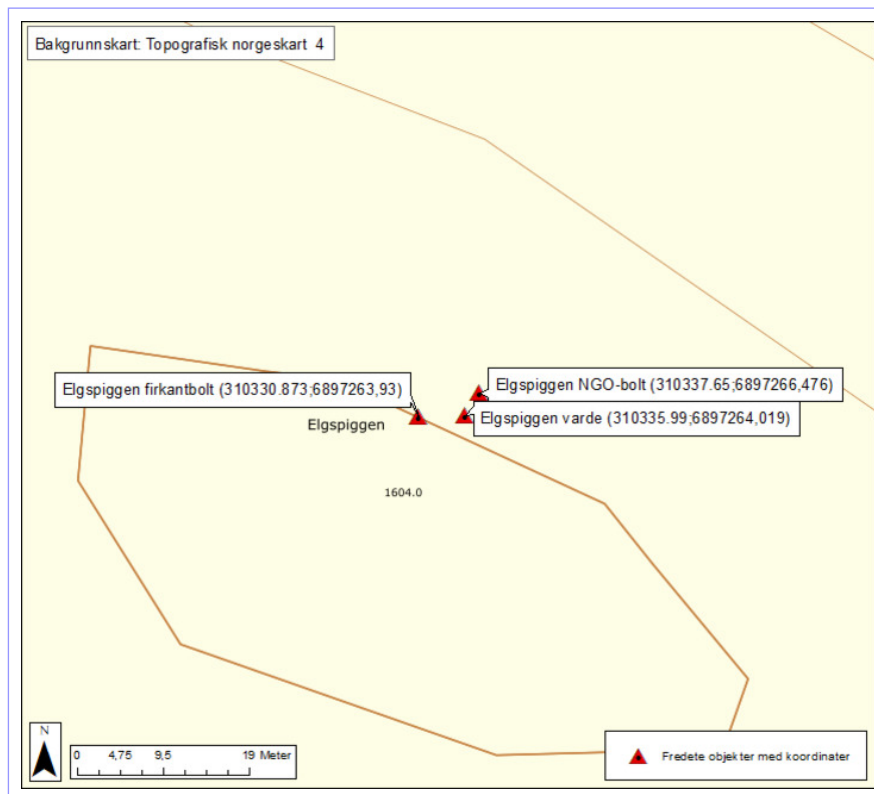 Bakgrunnskart: Topografisk norgeskart 4
Elgspiggen firkantbolt (310330.873;6897263,93)
Elgspiggen NGO-bolt (310337.65;6897266,476)
Elgspiggen varde (310335.99;6897264,019)
Elgspiggen
1604.0
N
0 4,75 9,5 19 Meter
Fredete objekter med koordinater